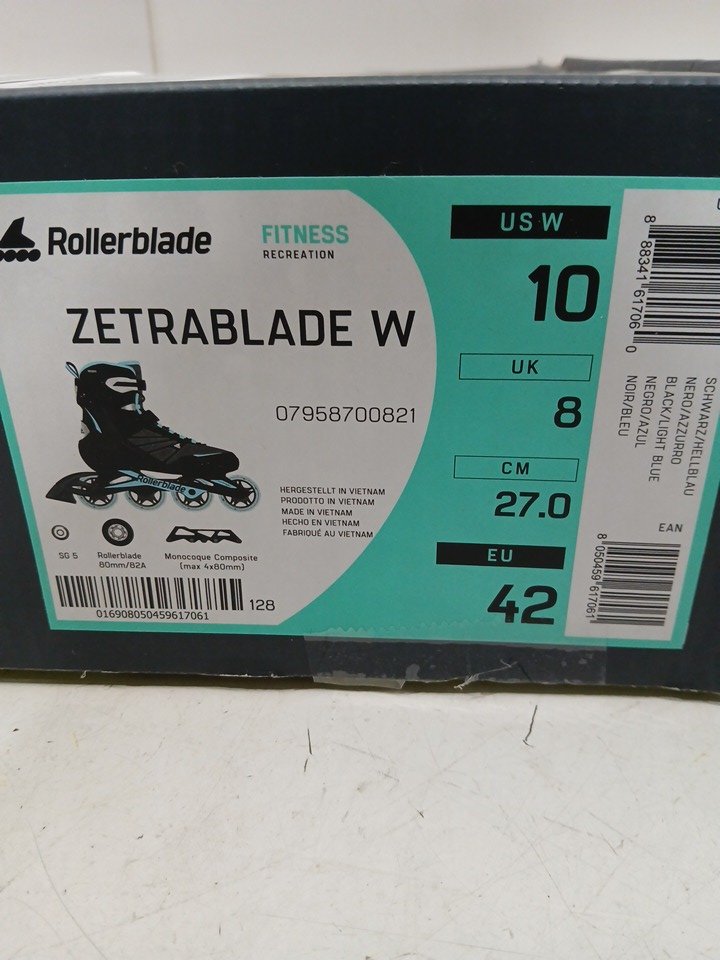 Rollerblade
FITNESS
RECREATION
ZETRABLADE W
07958700821
Rollerblade
HERGESTELLT IN VIETNAM
PRODOTTO IN VIETNAM
MADE IN VIETNAM
HECHO EN VIETNAM
FABRIQUÉ AU VIETNAM
SG 5
Rollerblade
80mm/82A
Monocoque Composite
(max 4x80mm)
016908050459617061
128
US W
10
UK
8
CM
27.0
EU
42
8 88341 61706 0
SCHWARZ/HELLBLAU
NERO/AZZURRO
BLACK/LIGHT BLUE
NEGRO/AZUL
NOIR/BLEU
EAN
8 050459 617061